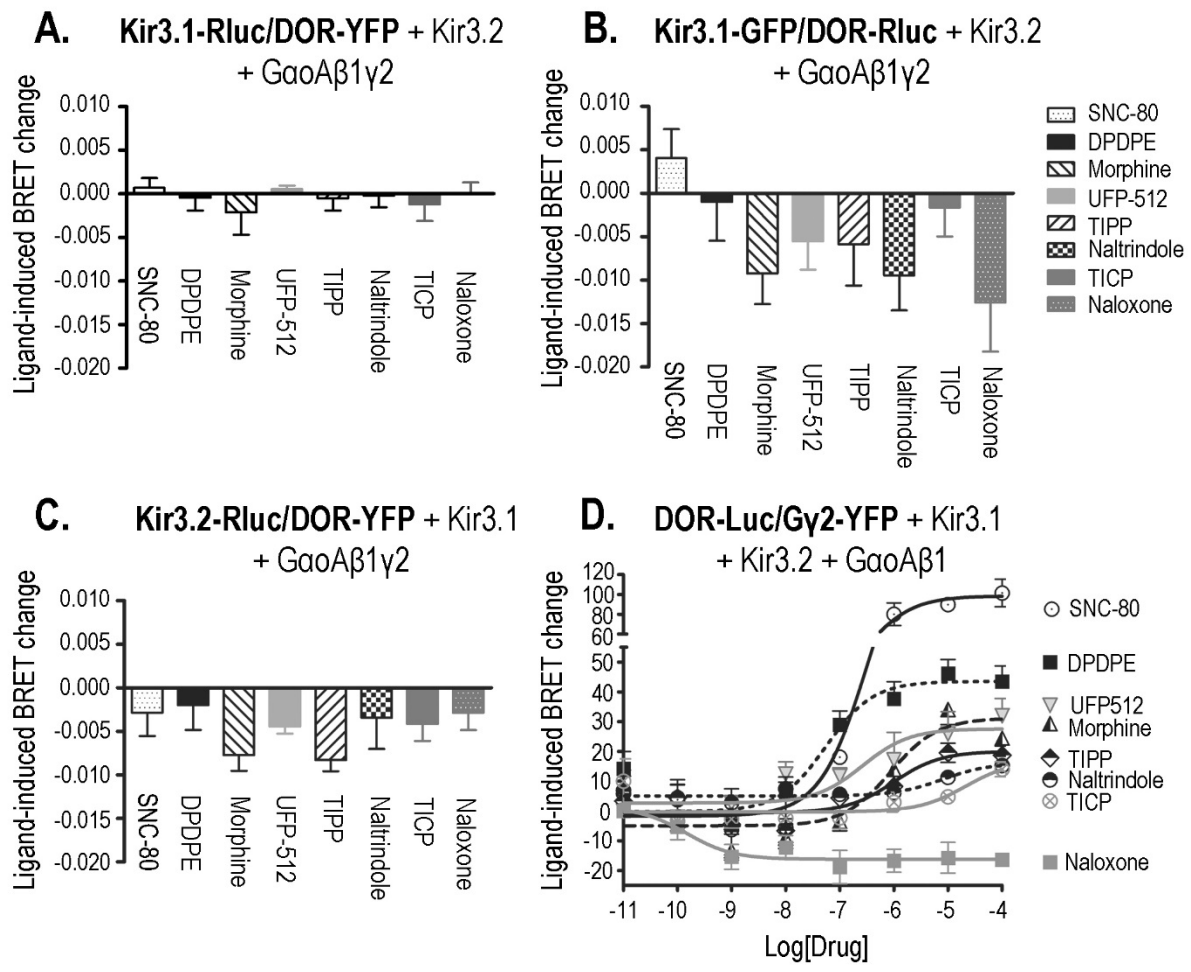 A. Kir3.1-Rluc/DOR-YFP + Kir3.2
+ GαoAβ1γ2
Ligand-induced BRET change
0.010
0.005
0.000
-0.005
-0.010
-0.015
-0.020
SNC-80
DPDPE
Morphine
UFP-512
TIPP
Naltrindole
TICP
Naloxone
B. Kir3.1-GFP/DOR-Rluc + Kir3.2
+ GαoAβ1γ2
Ligand-induced BRET change
0.010
0.005
0.000
-0.005
-0.010
-0.015
-0.020
SNC-80
DPDPE
Morphine
UFP-512
TIPP
Naltrindole
TICP
Naloxone
SNC-80
DPDPE
Morphine
UFP-512
TIPP
Naltrindole
TICP
Naloxone
C. Kir3.2-Rluc/DOR-YFP + Kir3.1
+ GαoAβ1γ2
Ligand-induced BRET change
0.010
0.005
0.000
-0.005
-0.010
-0.015
-0.020
SNC-80
DPDPE
Morphine
UFP-512
TIPP
Naltrindole
TICP
Naloxone
D. DOR-Luc/Gγ2-YFP + Kir3.1
+ Kir3.2 + GαoAβ1
Ligand-induced BRET change
120
100
80
60
50
40
30
20
10
0
-10
-20
-11 -10 -9 -8 -7 -6 -5 -4
Log[Drug]
SNC-80
DPDPE
UFP512
Morphine
TIPP
Naltrindole
TICP
Naloxone